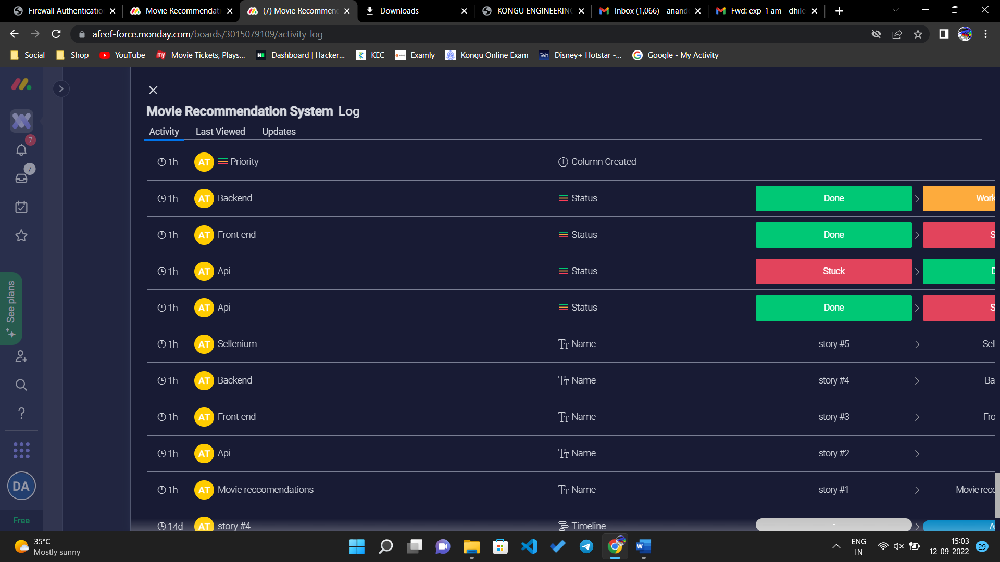 Firewall Authenticatio
Movie Recommendati
(7) Movie Recommen
Downloads
KONGU ENGINEERING
Inbox (1,066) - anand
Fwd: exp-1 am - dhile
afeef-force.monday.com/boards/3015079109/activity_log
Social
Shop
YouTube
Movie Tickets, Plays...
Dashboard | Hacker...
KEC
Examly
Kongu Online Exam
Disney+ Hotstar -...
Google - My Activity
Movie Recommendation System Log
Activity Last Viewed Updates
7
7
See plans
DA
Free
1h AT Priority Column Created
1h AT Backend Status Done Work
1h AT Front end Status Done S
1h AT Api Status Stuck D
1h AT Api Status Done S
1h AT Sellenium Name story #5 Sell
1h AT Backend Name story #4 Ba
1h AT Front end Name story #3 Fro
1h AT Api Name story #2
1h AT Movie reccomendations Name story #1 Movie recc
14d AT story #4 Timeline - A
35°C
Mostly sunny
ENG
IN
15:03
12-09-2022
29